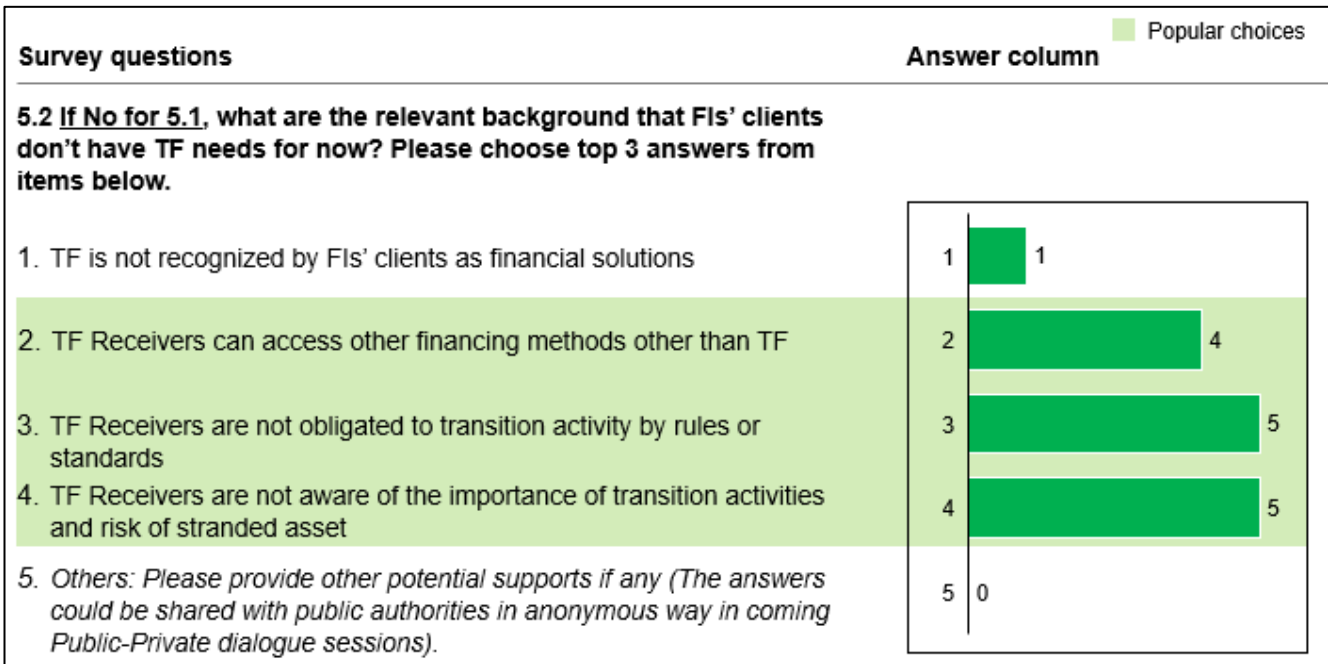 Popular choices
Survey questions
Answer column
5.2 If No for 5.1, what are the relevant background that FIs' clients
don't have TF needs for now? Please choose top 3 answers from
items below.
1. TF is not recognized by FIs' clients as financial solutions
1
1
2. TF Receivers can access other financing methods other than TF
2
4
3. TF Receivers are not obligated to transition activity by rules or
standards
3
5
4. TF Receivers are not aware of the importance of transition activities
and risk of stranded asset
4
5
5. Others: Please provide other potential supports if any (The answers
could be shared with public authorities in anonymous way in coming
Public-Private dialogue sessions).
5
0